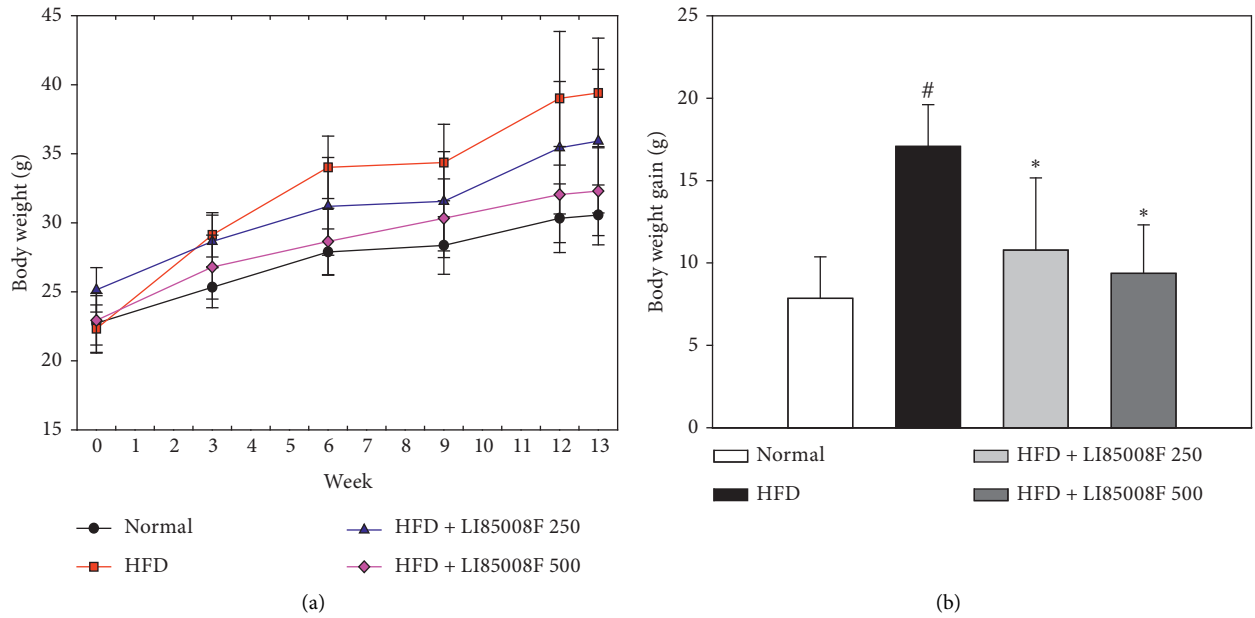 45
40
35
30
25
20
15
Body weight (g)
0 1 2 3 4 5 6 7 8 9 10 11 12 13
Week
Normal
HFD
HFD + LI85008F 250
HFD + LI85008F 500
(a)
25
20
15
10
5
0
Body weight gain (g)
#
*
*
Normal
HFD
HFD + LI85008F 250
HFD + LI85008F 500
(b)